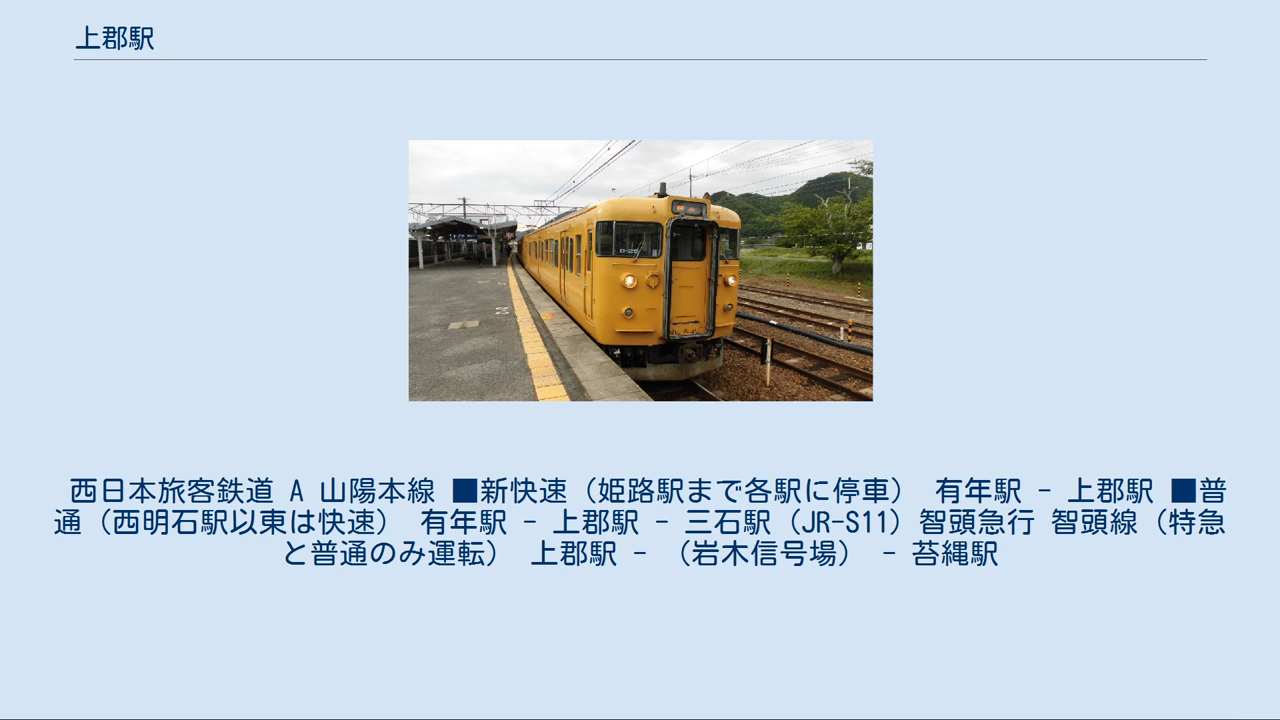 上郡駅
西日本旅客鉄道 A 山陽本線 ■新快速（姫路駅まで各駅に停車） 有年駅 - 上郡駅 ■普
通（西明石駅以東は快速） 有年駅 - 上郡駅 - 三石駅（JR-S11）智頭急行 智頭線（特急
と普通のみ運転） 上郡駅 - （岩木信号場） - 苔縄駅